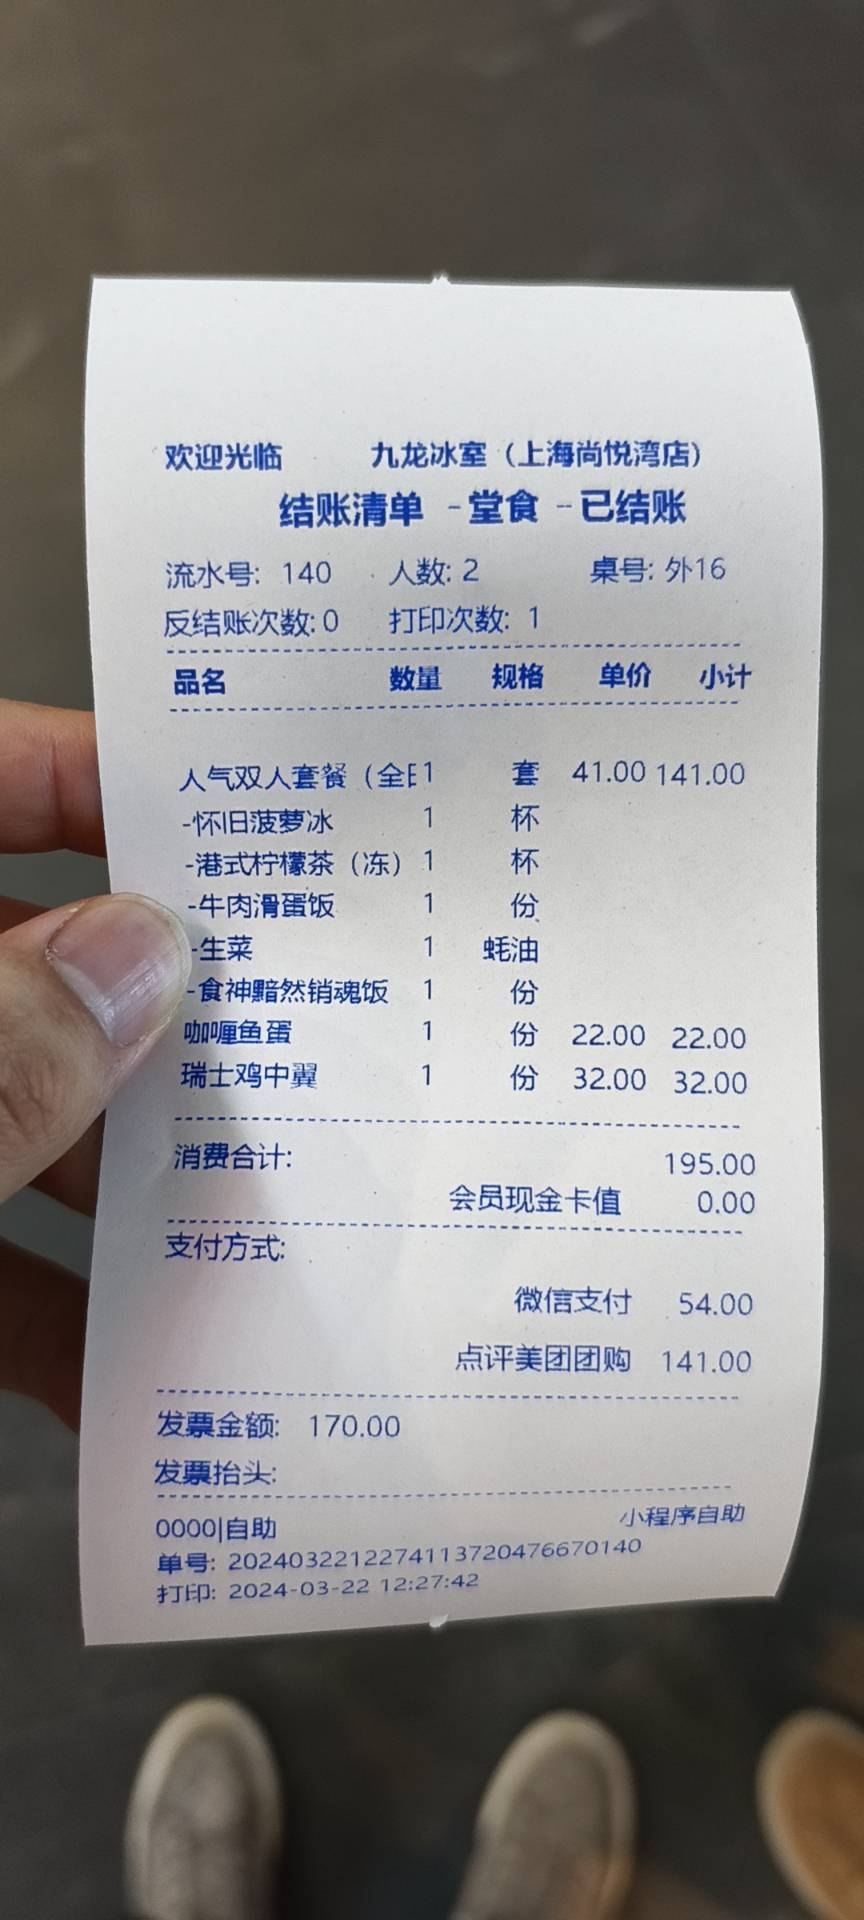 欢迎光临 九龙冰室（上海尚悦湾店）
结账清单 -堂食 -已结账
流水号: 140 人数: 2 桌号: 外16
反结账次数: 0 打印次数: 1
品名 数量 规格 单价 小计
人气双人套餐（全日 1 套 41.00 141.00
-怀旧菠萝冰 1 杯
-港式柠檬茶（冻） 1 杯
-牛肉滑蛋饭 1 份
-生菜 1 蚝油
-食神黯然销魂饭 1 份
咖喱鱼蛋 1 份 22.00 22.00
瑞士鸡中翼 1 份 32.00 32.00
消费合计: 195.00
会员现金卡值 0.00
支付方式:
微信支付 54.00
点评美团团购 141.00
发票金额: 170.00
发票抬头:
0000|自助 小程序自助
单号: 20240322122741137204766​70140
打印: 2024-03-22 12:27:42